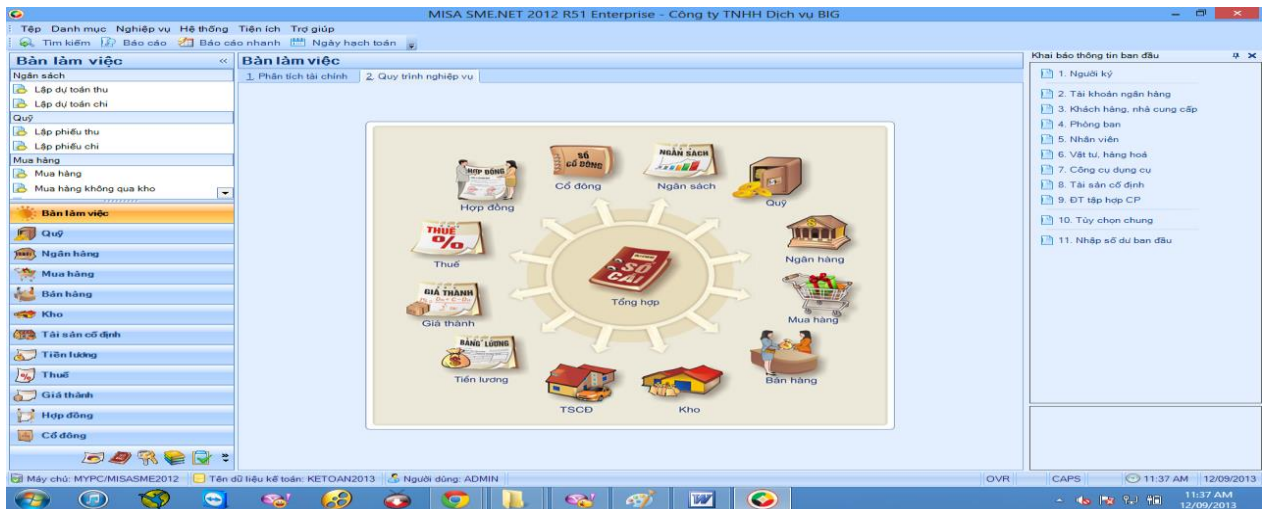 MISA SME.NET 2012 R51 Enterprise - Công ty TNHH Dịch vụ BIG
Tệp Danh mục Nghiệp vụ Hệ thống Tiện ích Trợ giúp
Tìm kiếm Báo cáo Báo cáo nhanh Ngày hạch toán
Bàn làm việc «
Ngân sách
Lập dự toán thu
Lập dự toán chi
Quỹ
Lập phiếu thu
Lập phiếu chi
Mua hàng
Mua hàng
Mua hàng không qua kho
Bàn làm việc
Quỹ
Ngân hàng
Mua hàng
Bán hàng
Kho
Tài sản cố định
Tiền lương
Thuế
Giá thành
Hợp đồng
Cổ đông
Bàn làm việc
1. Phân tích tài chính 2. Quy trình nghiệp vụ
HỢP ĐỒNG
Hợp đồng
SỔ CỔ ĐÔNG
Cổ đông
NGÂN SÁCH
Ngân sách
Quỹ
THUẾ %
Thuế
Ngân hàng
SỔ CÁI
Tổng hợp
GIÁ THÀNH
Giá thành
Mua hàng
BẢNG LƯƠNG
Tiền lương
Bán hàng
TSCĐ
Kho
Khai báo thông tin ban đầu
1. Người ký
2. Tài khoản ngân hàng
3. Khách hàng, nhà cung cấp
4. Phòng ban
5. Nhân viên
6. Vật tư, hàng hoá
7. Công cụ dụng cụ
8. Tài sản cố định
9. ĐT tập hợp CP
10. Tùy chọn chung
11. Nhập số dư ban đầu
Máy chủ: MYPC/MISASME2012 Tên dữ liệu kế toán: KETOAN2013 Người dùng: ADMIN OVR CAPS 11:37 AM 12/09/2013
11:37 AM
12/09/2013